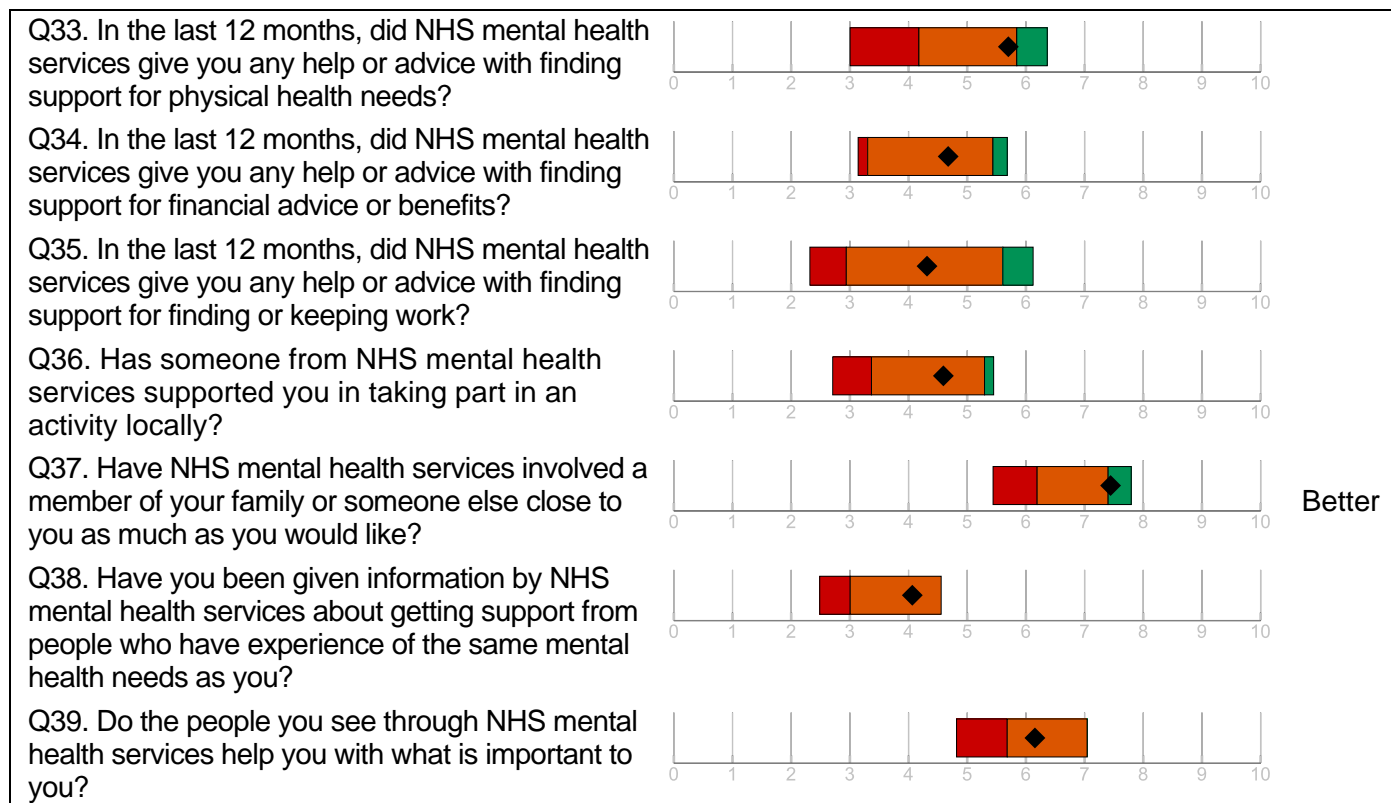 Q33. In the last 12 months, did NHS mental health
services give you any help or advice with finding
support for physical health needs?
0 1 2 3 4 5 6 7 8 9 10
Q34. In the last 12 months, did NHS mental health
services give you any help or advice with finding
support for financial advice or benefits?
0 1 2 3 4 5 6 7 8 9 10
Q35. In the last 12 months, did NHS mental health
services give you any help or advice with finding
support for finding or keeping work?
0 1 2 3 4 5 6 7 8 9 10
Q36. Has someone from NHS mental health
services supported you in taking part in an
activity locally?
0 1 2 3 4 5 6 7 8 9 10
Q37. Have NHS mental health services involved a
member of your family or someone else close to
you as much as you would like?
0 1 2 3 4 5 6 7 8 9 10
Better
Q38. Have you been given information by NHS
mental health services about getting support from
people who have experience of the same mental
health needs as you?
0 1 2 3 4 5 6 7 8 9 10
Q39. Do the people you see through NHS mental
health services help you with what is important to
you?
0 1 2 3 4 5 6 7 8 9 10